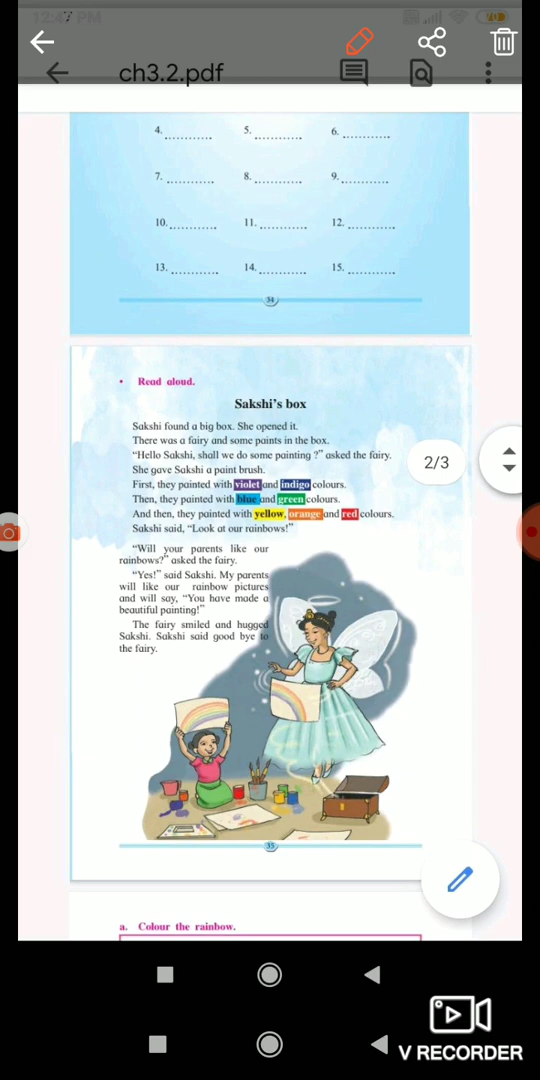 12:47 PM
ch3.2.pdf
4. ............ 5. ............ 6. ............
7. ............ 8. ............ 9. ............
10. ............ 11. ............ 12. ............
13. ............ 14. ............ 15. ............
34
• Read aloud.
Sakshi's box
Sakshi found a big box. She opened it.
There was a fairy and some paints in the box.
“Hello Sakshi, shall we do some painting ?” asked the fairy.
She gave Sakshi a paint brush.
First, they painted with violet and indigo colours.
Then, they painted with blue and green colours.
And then, they painted with yellow, orange and red colours.
Sakshi said, “Look at our rainbows!”
“Will your parents like our
rainbows?” asked the fairy.
“Yes!” said Sakshi. My parents
will like our rainbow pictures
and will say, “You have made a
beautiful painting!”
The fairy smiled and hugged
Sakshi. Sakshi said good bye to
the fairy.
2/3
35
a. Colour the rainbow.
V RECORDER